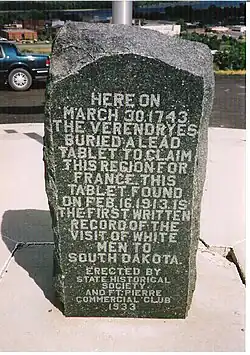 HERE ON
MARCH 30, 1743
THE VERENDRYES
BURIED A LEAD
TABLET TO CLAIM
THIS REGION FOR
FRANCE. THIS
TABLET FOUND
ON FEB. 16, 1913, IS
THE FIRST WRITTEN
RECORD OF THE
VISIT OF WHITE
MEN TO
SOUTH DAKOTA.
ERECTED BY
STATE HISTORICAL
SOCIETY
AND FT. PIERRE
COMMERCIAL CLUB
1933